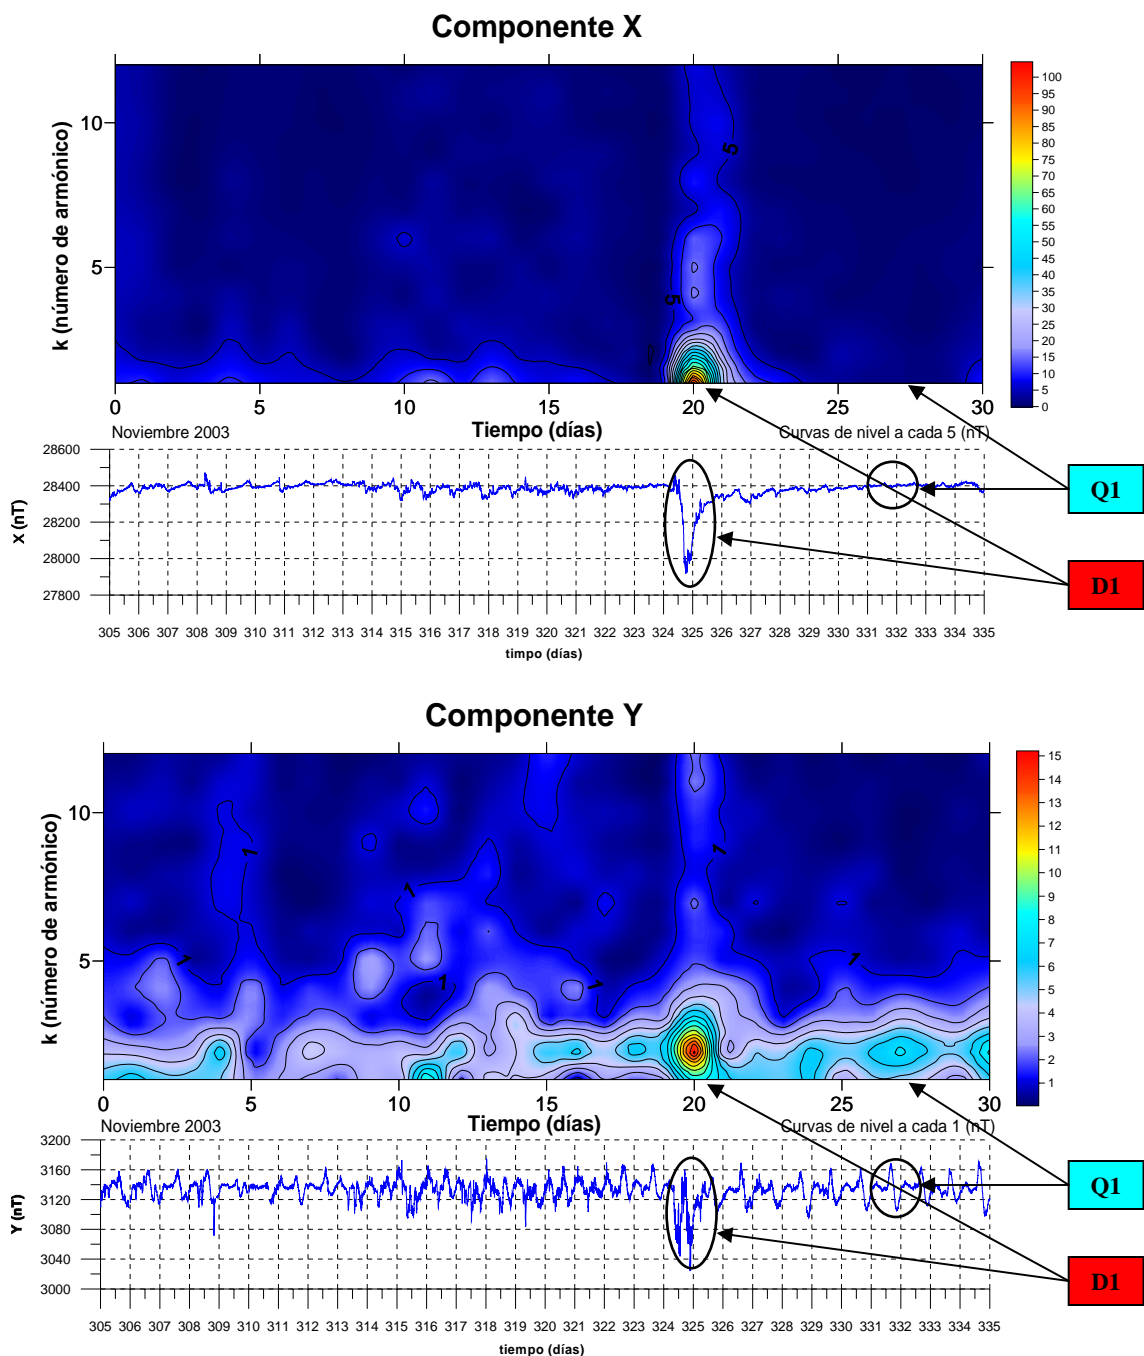 Componente X
k (número de armónico)
10
5
0 5 10 15 20 25 30
5
5
100
95
90
85
80
75
70
65
60
55
50
45
40
35
30
25
20
15
10
5
0
Noviembre 2003
Tiempo (días)
Curvas de nivel a cada 5 (nT)
X (nT)
28600
28400
28200
28000
27800
305 306 307 308 309 310 311 312 313 314 315 316 317 318 319 320 321 322 323 324 325 326 327 328 329 330 331 332 333 334 335
timpo (días)
Q1
D1
Componente Y
k (número de armónico)
10
5
0 5 10 15 20 25 30
1
1
1
1
1
1
1
15
14
13
12
11
10
9
8
7
6
5
4
3
2
1
Noviembre 2003
Tiempo (días)
Curvas de nivel a cada 1 (nT)
Y (nT)
3200
3160
3120
3080
3040
3000
305 306 307 308 309 310 311 312 313 314 315 316 317 318 319 320 321 322 323 324 325 326 327 328 329 330 331 332 333 334 335
tiempo (días)
Q1
D1